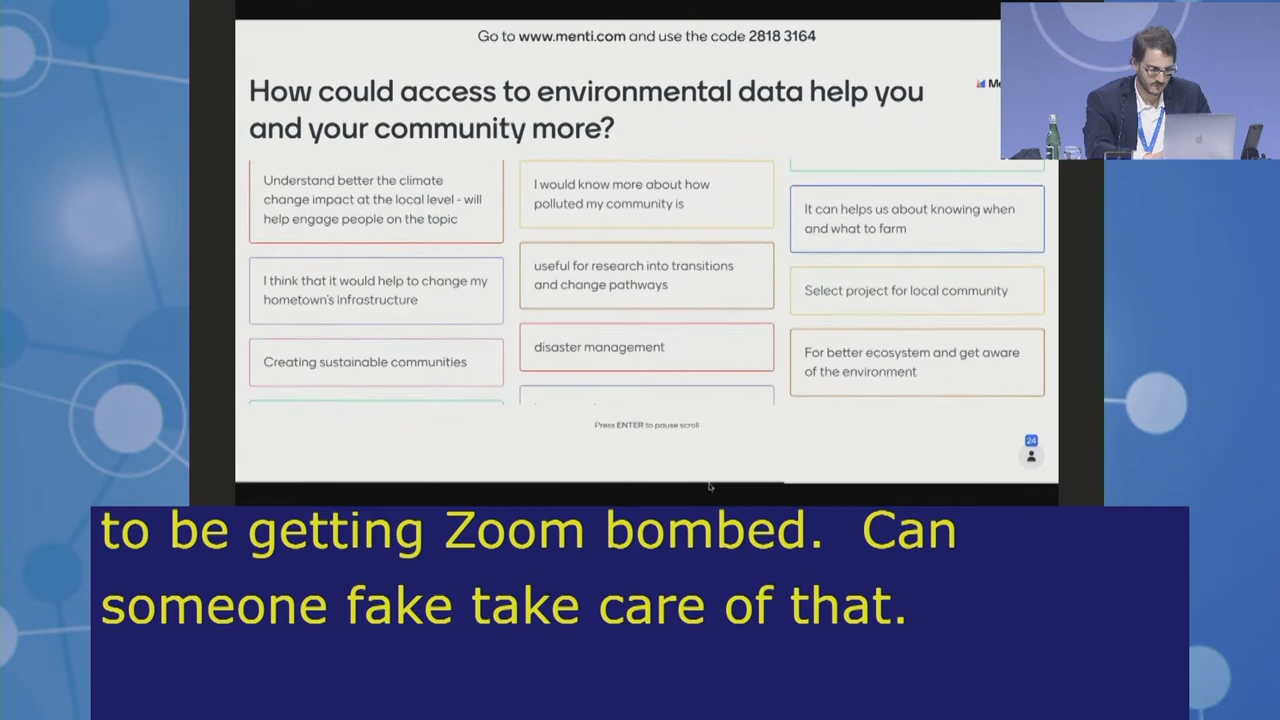 Go to www.menti.com and use the code 2818 3164
How could access to environmental data help you
and your community more?
Understand better the climate
change impact at the local level - will
help engage people on the topic
I think that it would help to change my
hometown's infrastructure
Creating sustainable communities
I would know more about how
polluted my community is
useful for research into transitions
and change pathways
disaster management
It can helps us about knowing when
and what to farm
Select project for local community
For better ecosystem and get aware
of the environment
Press ENTER to pause scroll
24
to be getting Zoom bombed. Can
someone fake take care of that.